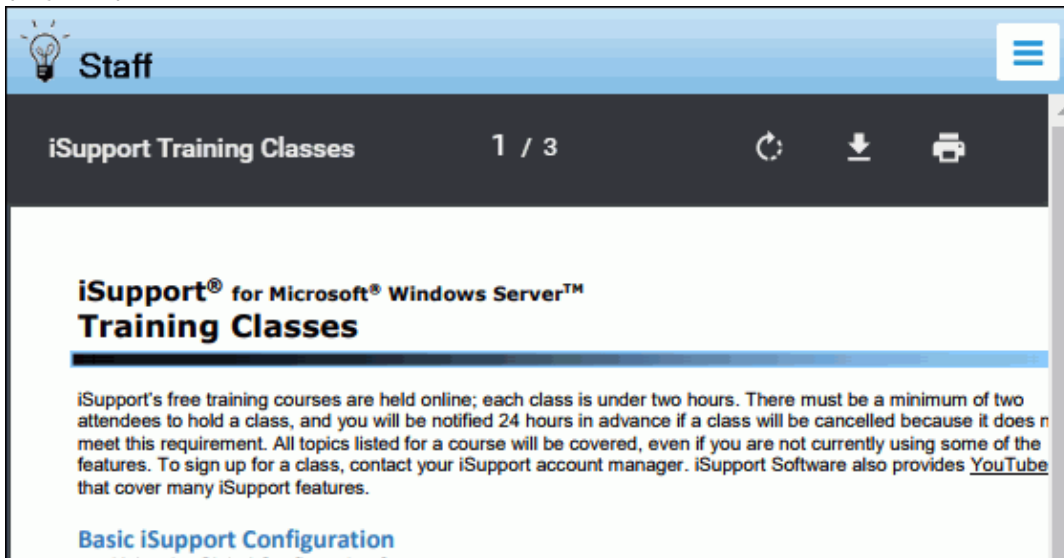 Staff
iSupport Training Classes 1 / 3
iSupport® for Microsoft® Windows Server™
Training Classes
iSupport's free training courses are held online; each class is under two hours. There must be a minimum of two
attendees to hold a class, and you will be notified 24 hours in advance if a class will be cancelled because it does
meet this requirement. All topics listed for a course will be covered, even if you are not currently using some of the
features. To sign up for a class, contact your iSupport account manager. iSupport Software also provides YouTube
that cover many iSupport features.
Basic iSupport Configuration